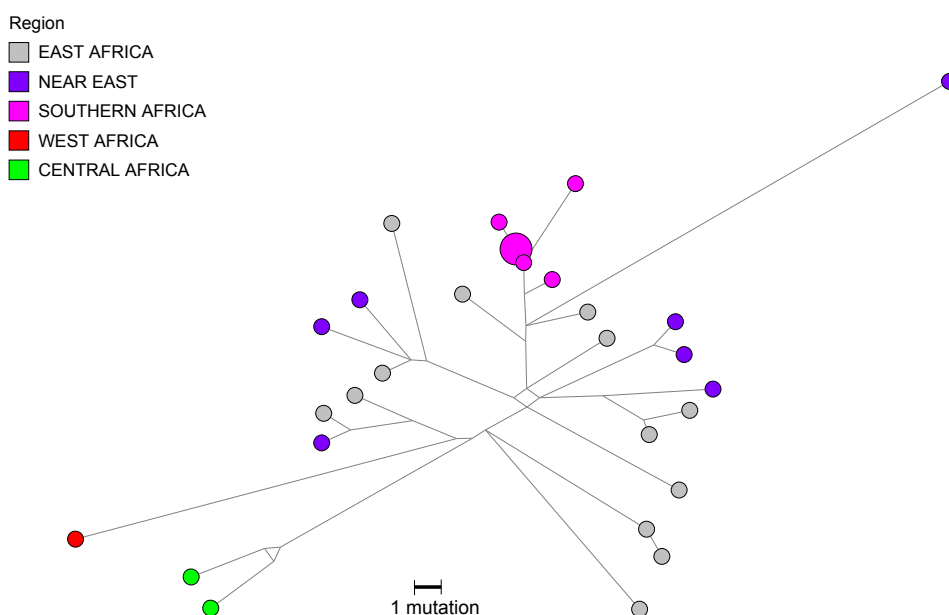 Region
EAST AFRICA
NEAR EAST
SOUTHERN AFRICA
WEST AFRICA
CENTRAL AFRICA
1 mutation